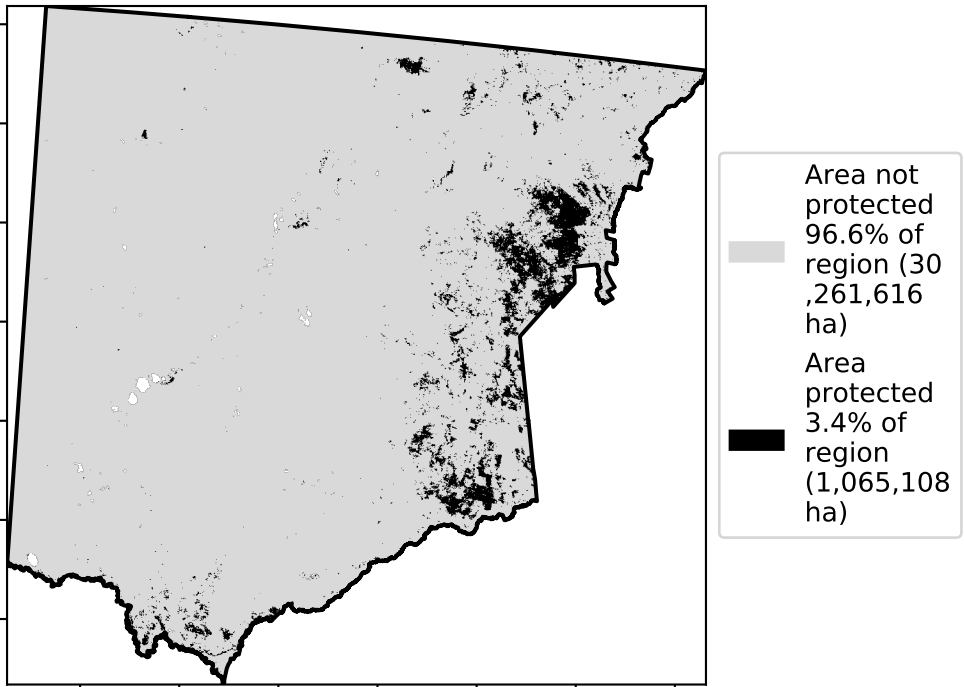 Area not
protected
96.6% of
region (30
,261,616
ha)
Area
protected
3.4% of
region
(1,065,108
ha)